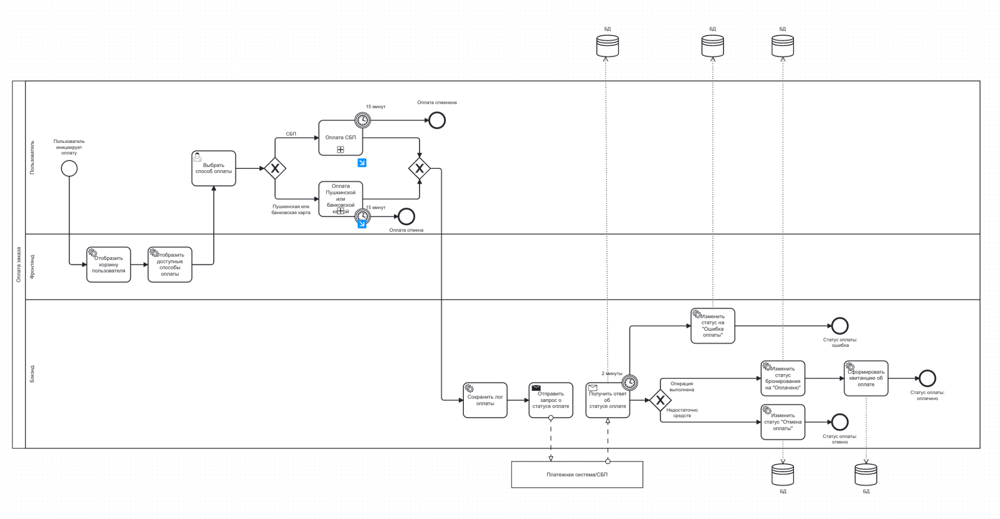 БД
БД
БД
Оплата заказа
Пользователь
Пользователь
инициирует
оплату
Выбрать
способ оплаты
СБП
Пушкинская или
банковская карта
15 минут
Оплата СБП
Оплата отменена
Оплата
Пушкинской
или
банковской
15 минут
Оплата отмена
Фронтенд
Отобразить
корзину
пользователя
Отобразить
доступные
способы
оплаты
Бэкэнд
Сохранить лог
оплаты
Отправить
запрос о
статусе оплате
2 минуты
Получить ответ
об
статусе оплате
Изменить
статус на
"Ошибка
оплаты"
Статус оплаты:
ошибка
Операция
выполнена
Недостаточно
средств
Изменить
статус
бронирования
на "Оплачено"
Сформировать
квитанцию об
оплате
Статус оплаты:
оплачено
Изменить
статус "Отмена
оплаты"
Статус оплаты:
отмено
Платежная система/СБП
БД
БД